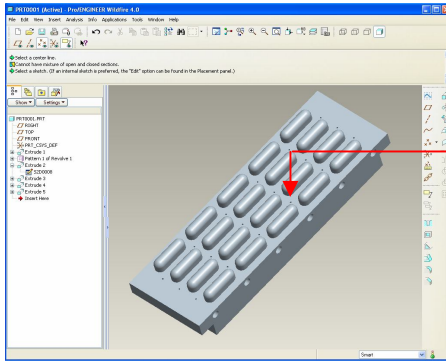 PRT0001 (Active) - Pro/ENGINEER Wildfire 4.0
File Edit View Insert Analysis Info Applications Tools Window Help
Select a center line.
Cannot have mixture of open and closed sections.
Select a sketch. (If an internal sketch is preferred, the "Edit" option can be found in the Placement panel.)
Show Settings
PRT0001.PRT
RIGHT
TOP
FRONT
PRT_CSYS_DEF
Extrude 1
Pattern 1 of Revolve 1
Extrude 2
S2D0008
Extrude 3
Extrude 4
Extrude 5
Insert Here
Smart